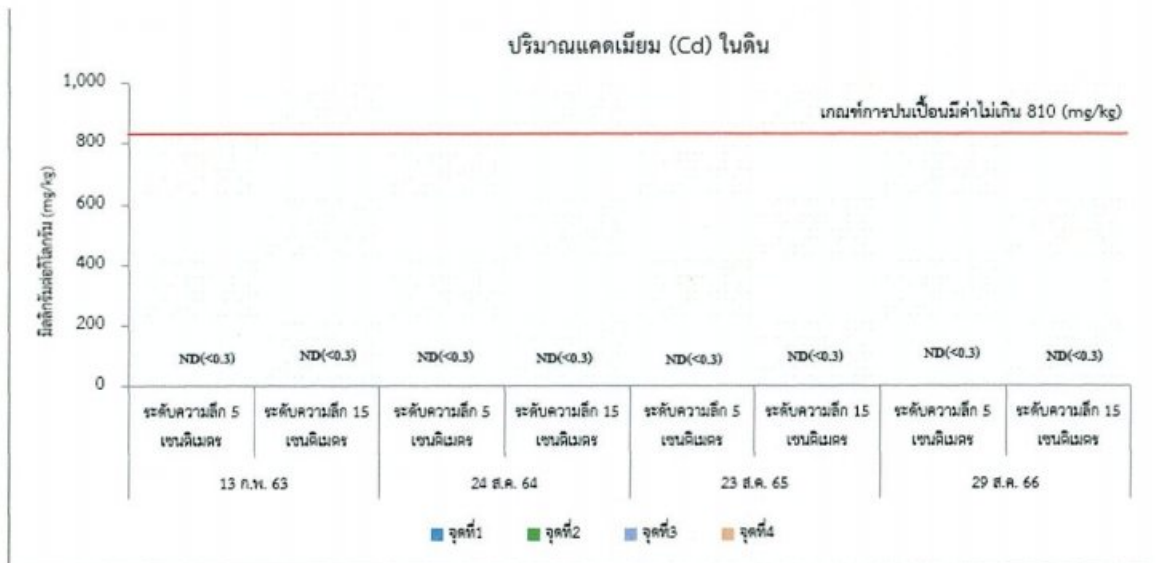 ปริมาณแคดเมียม (Cd) ในดิน
1,000
เกณฑ์การปนเปื้อนมีค่าไม่เกิน 810 (mg/kg)
800
600
400
200
0
มิลลิกรัมต่อกิโลกรัม (mg/kg)
ND(<0.3) ND(<0.3) ND(<0.3) ND(<0.3) ND(<0.3) ND(<0.3) ND(<0.3) ND(<0.3)
ระดับความลึก 5 ระดับความลึก 15 ระดับความลึก 5 ระดับความลึก 15 ระดับความลึก 5 ระดับความลึก 15 ระดับความลึก 5 ระดับความลึก 15
เซนติเมตร เซนติเมตร เซนติเมตร เซนติเมตร เซนติเมตร เซนติเมตร เซนติเมตร เซนติเมตร
13 ก.พ. 63 24 ส.ค. 64 23 ส.ค. 65 29 ส.ค. 66
จุดที่1 จุดที่2 จุดที่3 จุดที่4